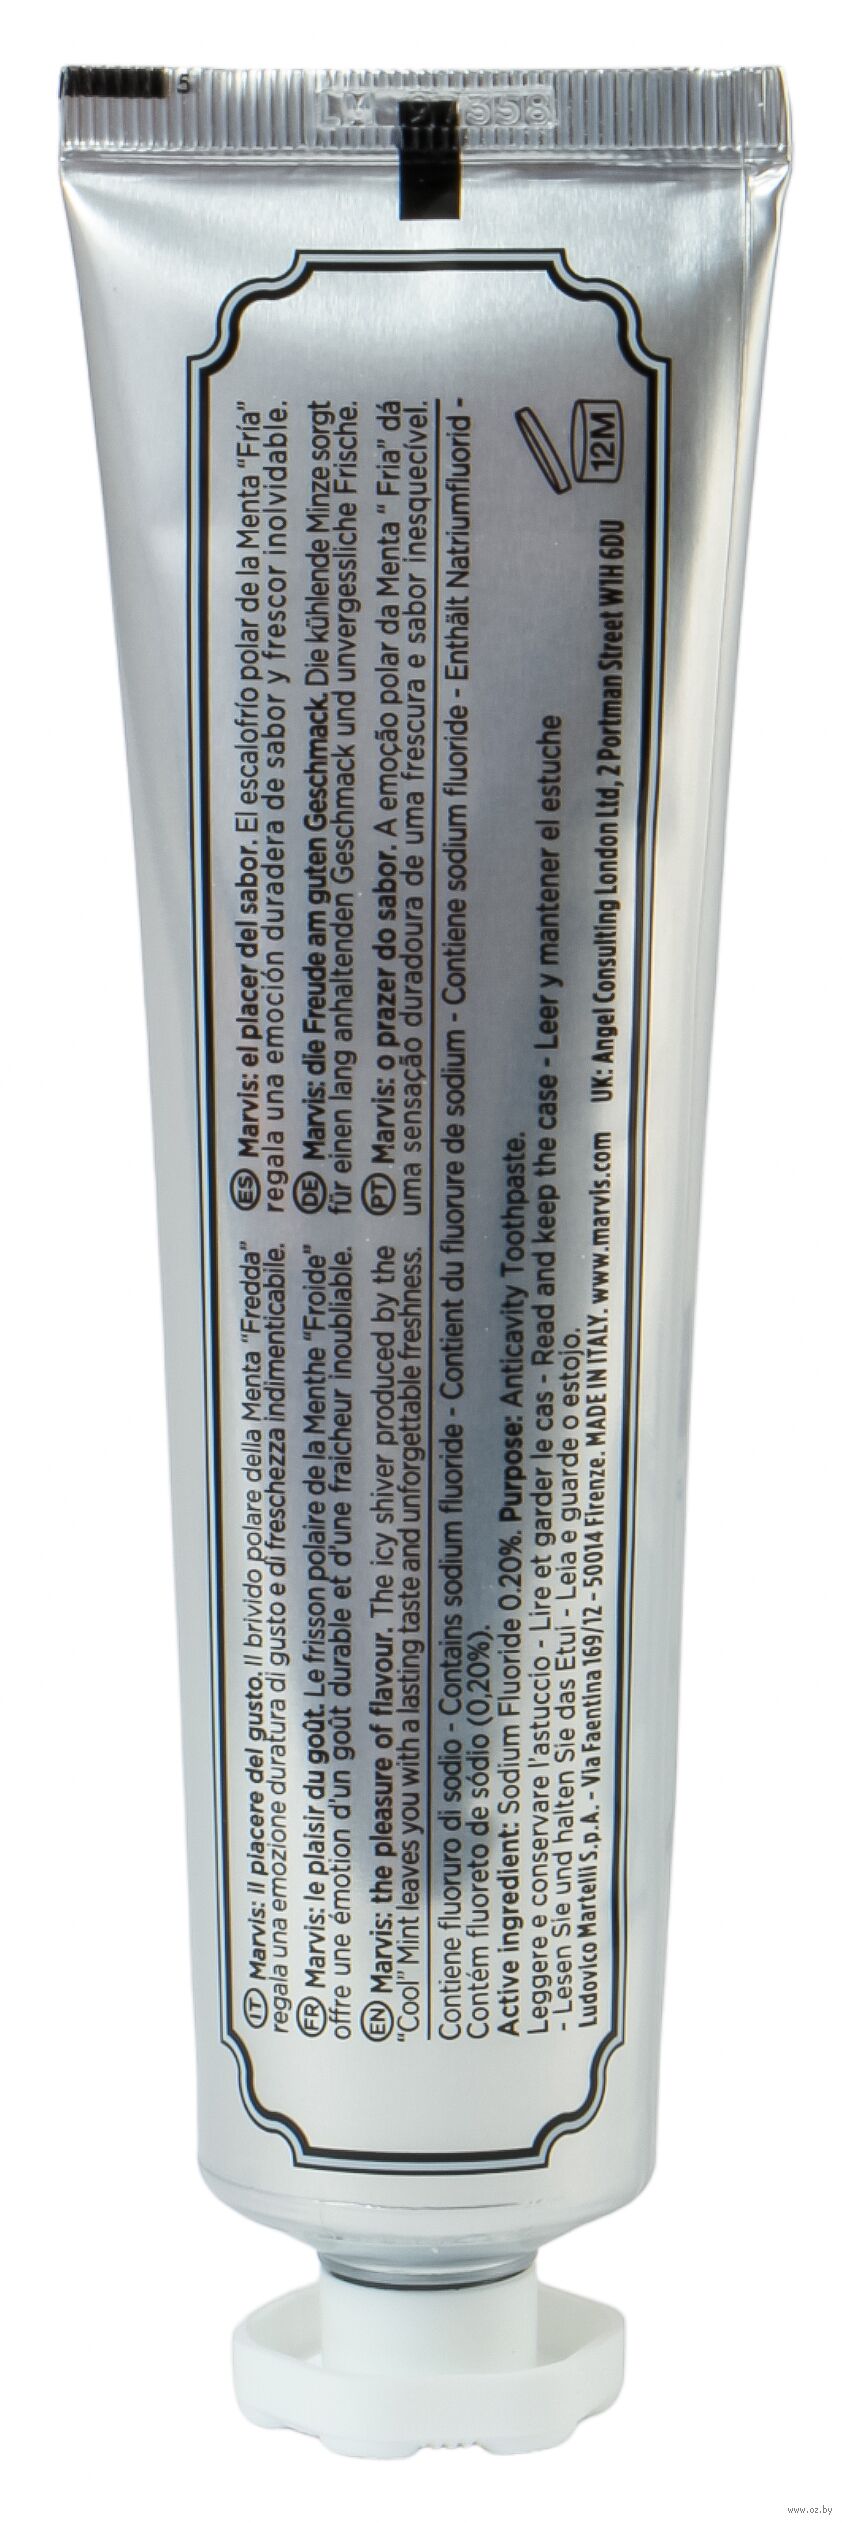 5
IT Marvis: il piacere del gusto. Il brivido polare della Menta "Fredda"
regala una emozione duratura di gusto e di freschezza indimenticabile.
FR Marvis: le plaisir du goût. Le frisson polaire de la Menthe "Froide"
offre une émotion d'un goût durable et d'une fraicheur inoubliable.
EN Marvis: the pleasure of flavour. The icy shiver produced by the
"Cool" Mint leaves you with a lasting taste and unforgettable freshness.
ES Marvis: el placer del sabor. El escalofrío polar de la Menta "Fría"
regala una emoción duradera de sabor y frescor inolvidable.
DE Marvis: die Freude am guten Geschmack. Die kühlende Minze sorgt
für einen lang anhaltenden Geschmack und unvergessliche Frische.
PT Marvis: o prazer do sabor. A emoção polar da Menta " Fria" dá
uma sensação duradoura de uma frescura e sabor inesquecível.
Contiene fluoruro di sodio - Contains sodium fluoride - Contient du fluorure de sodium - Contiene sodium fluoride - Enthält Natriumfluorid -
Contém fluoreto de sódio (0,20%).
Active ingredient: Sodium Fluoride 0.20%. Purpose: Anticavity Toothpaste.
Leggere e conservare l'astuccio - Lire et garder le cas - Read and keep the case - Leer y mantener el estuche
- Lesen Sie und halten Sie das Etui - Leia e guarde o estojo.
Ludovico Martelli S.p.A. - Via Faentina 169/12 - 50014 Firenze. MADE IN ITALY. www.marvis.com UK: Angel Consulting London Ltd, 2 Portman Street W1H 6DU
12M
www.oz.by